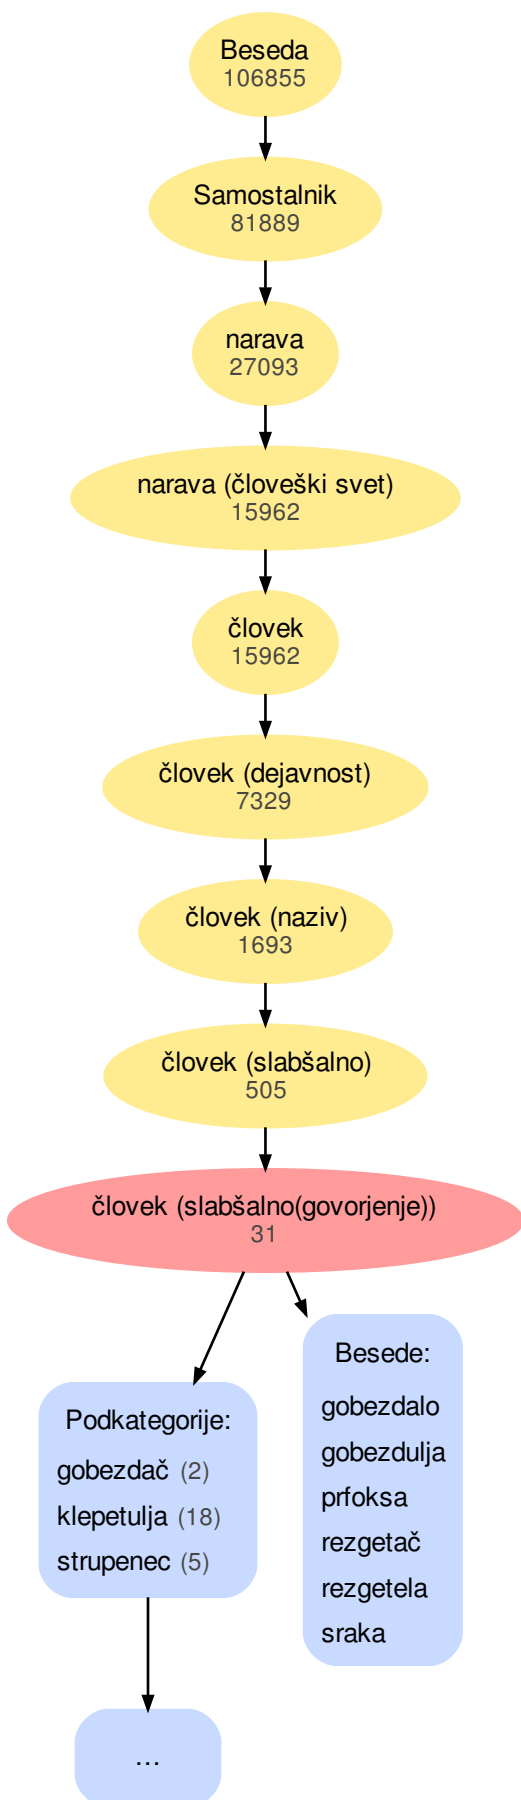 Beseda
106855
Samostalnik
81889
narava
27093
narava (človeški svet)
15962
človek
15962
človek (dejavnost)
7329
človek (naziv)
1693
človek (slabšalno)
505
človek (slabšalno(govorjenje))
31
Podkategorije:
gobezdač (2)
klepetulja (18)
strupenec (5)
...
Besede:
gobezdalo
gobezdulja
prfoksa
rezgetač
rezgetela
sraka